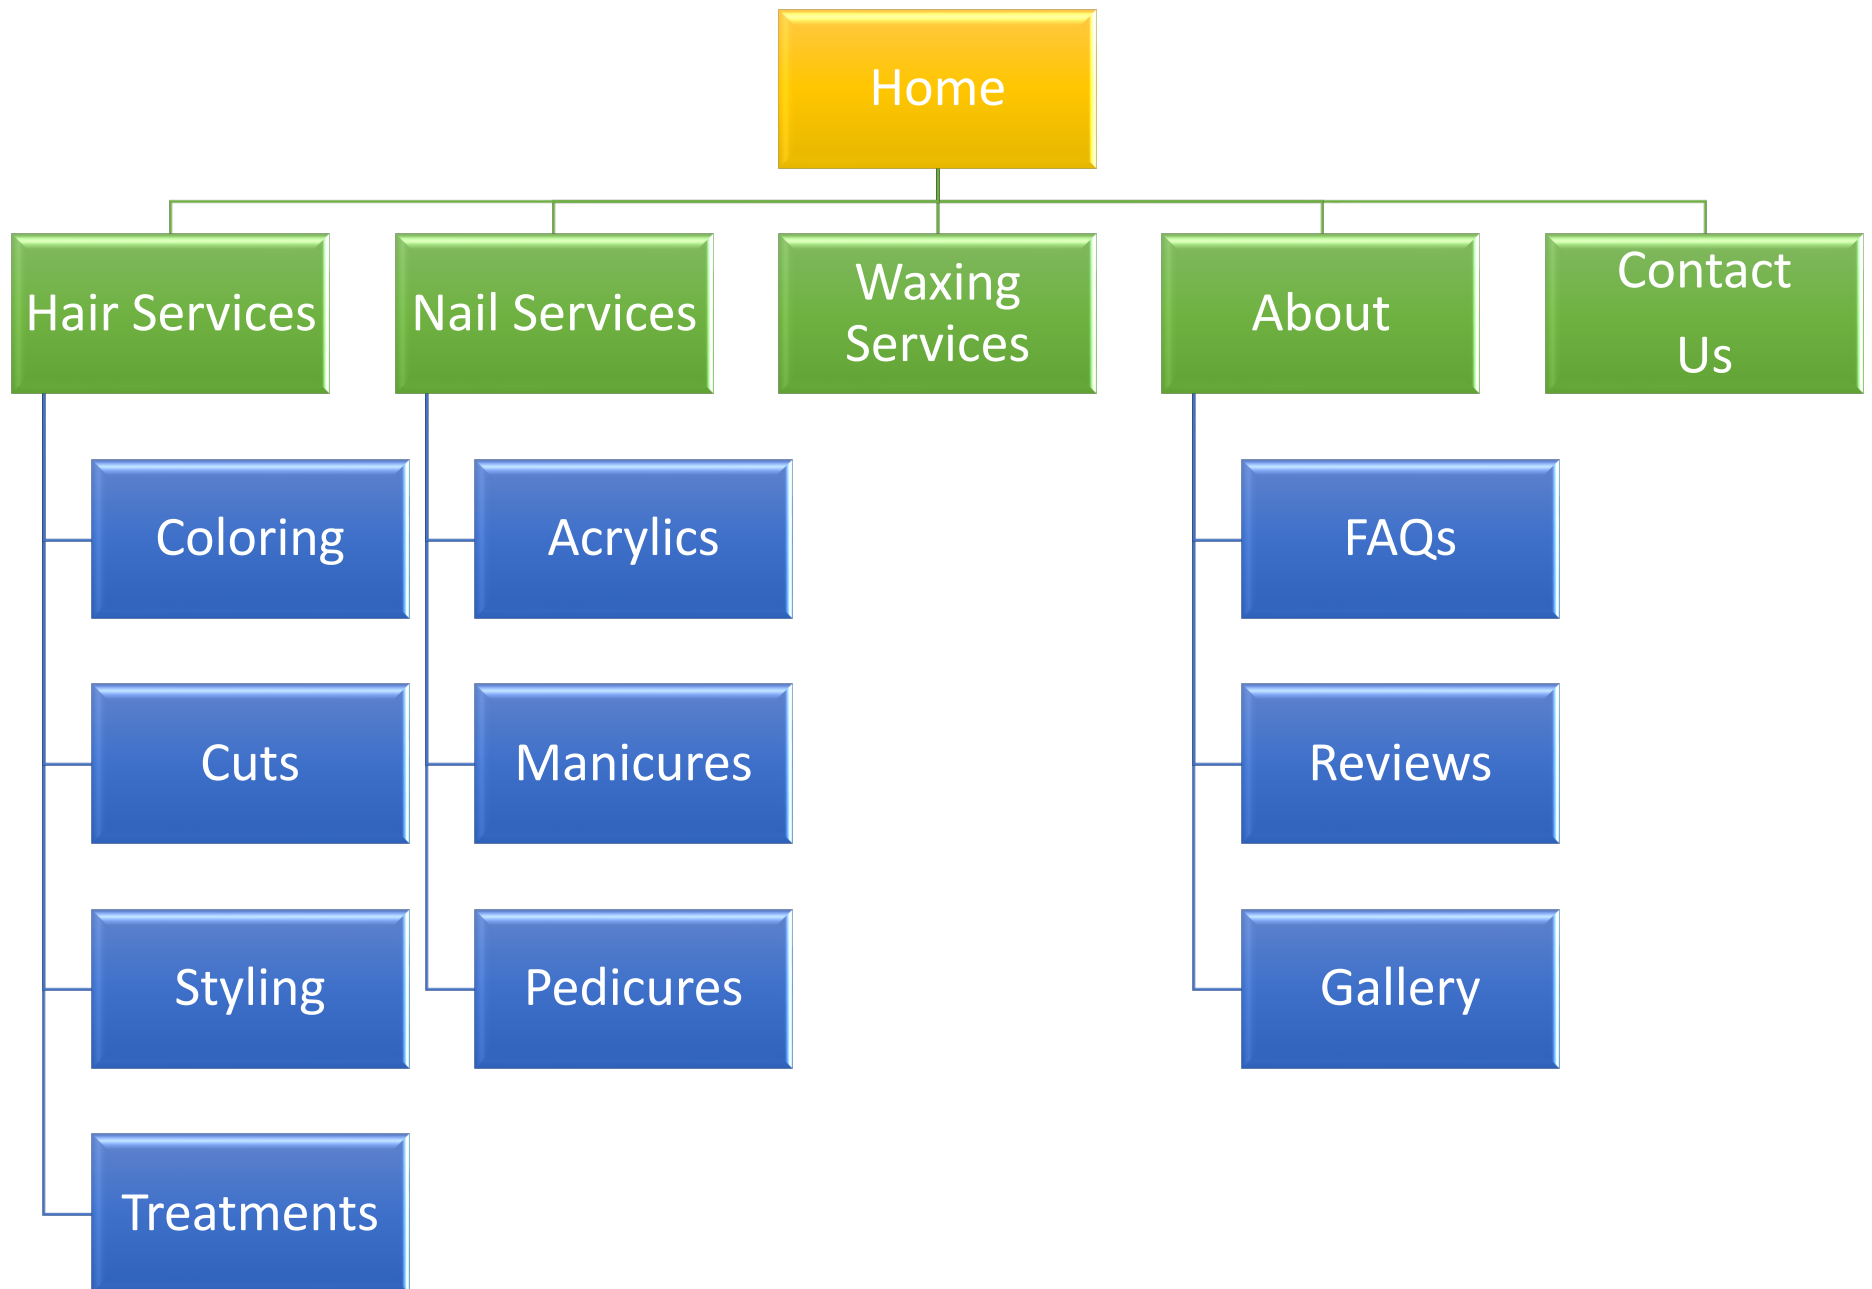 Home
Hair Services
Nail Services
Waxing
Services
About
Contact
Us
Coloring
Acrylics
FAQs
Cuts
Manicures
Reviews
Styling
Pedicures
Gallery
Treatments